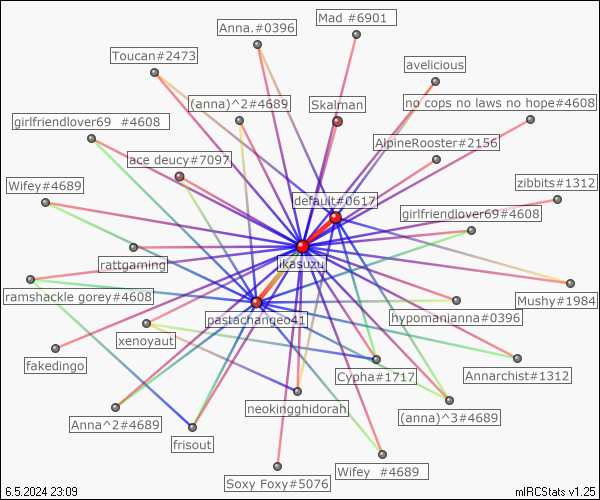 Mad #6901
Anna.#0396
Toucan#2473
avelicious
(anna)^2#4689
Skalman
no cops no laws no hope#4608
girlfriendlover69 #4608
AlpineRooster#2156
ace deucy#7097
Wifey#4689
zibbits#1312
default#0617
girlfriendlover69#4608
rattgaming
ikasuzu
ramshackle gorey#4608
Mushy#1984
pastachangeo41
hypomanianna#0396
xenoyaut
fakedingo
Cypha#1717
Annarchist#1312
neokingghidorah
Anna^2#4689
(anna)^3#4689
frisout
Wifey #4689
Soxy Foxy#5076
6.5.2024 23:09
mIRCStats v1.25